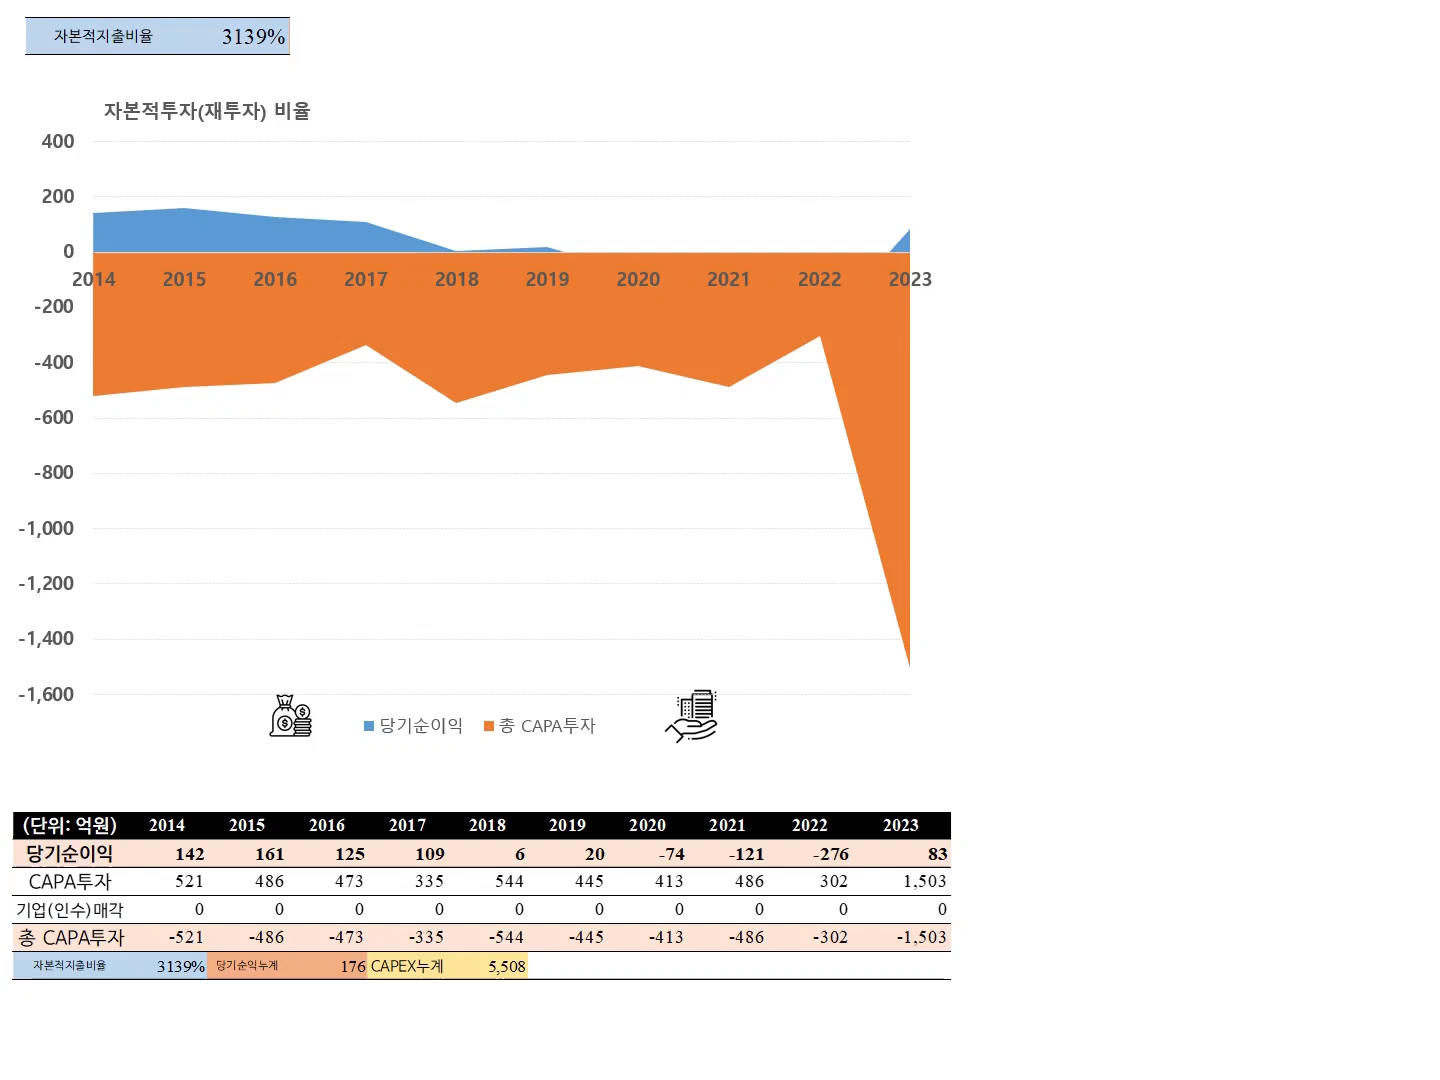 자본적지출비율 3139%
자본적투자(재투자) 비율
400
200
0
2014 2015 2016 2017 2018 2019 2020 2021 2022 2023
-200
-400
-600
-800
-1,000
-1,200
-1,400
-1,600
당기순이익 총 CAPA투자
(단위: 억원) 2014 2015 2016 2017 2018 2019 2020 2021 2022 2023
당기순이익 142 161 125 109 6 20 -74 -121 -276 83
CAPA투자 521 486 473 335 544 445 413 486 302 1,503
기업(인수)매각 0 0 0 0 0 0 0 0 0 0
총 CAPA투자 -521 -486 -473 -335 -544 -445 -413 -486 -302 -1,503
자본적지출비율 3139% 당기순익누계 176 CAPEX누계 5,508